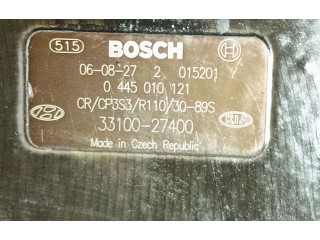 515 BOSCH
06-08-27 2 015201
0 445 010 121
CR/CP3S3/R110/30-89S
33100-27400
KIA
Made in Czech Republic